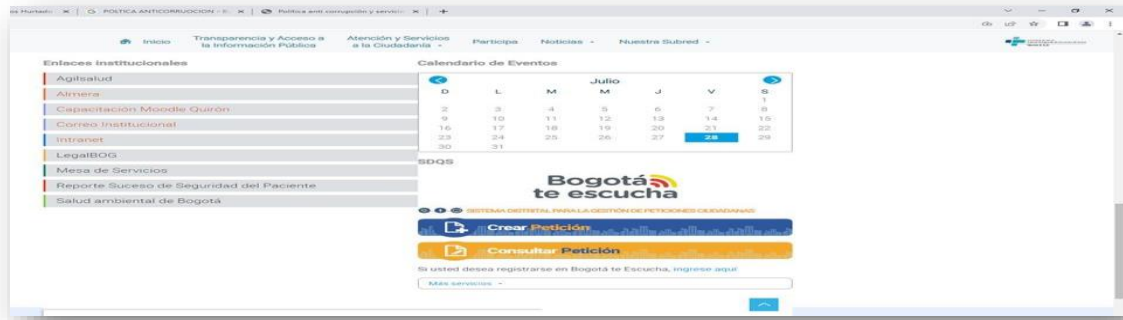 POLTICA ANTICORRUOCION
Politica anti corrupción y servici
Inicio
Transparencia y Acceso a
la Información Pública
Atención y Servicios
a la Ciudadanía
Participa
Noticias
Nuestra Subred
Enlaces institucionales
Agilsalud
Almera
Capacitación Moodle Quirón
Correo Institucional
Intranet
LegalBOG
Mesa de Servicios
Reporte Suceso de Seguridad del Paciente
Salud ambiental de Bogotá
Calendario de Eventos
Julio
D L M M J V S
1
2 3 4 5 6 7 8
9 10 11 12 13 14 15
16 17 18 19 20 21 22
23 24 25 26 27 28 29
30 31
SDQS
Bogotá
te escucha
SISTEMA DISTRITAL PARA LA GESTIÓN DE PETICIONES CIUDADANAS
Crear Petición
Consultar Petición
Si usted desea registrarse en Bogotá te Escucha, ingrese aquí
Más servicios